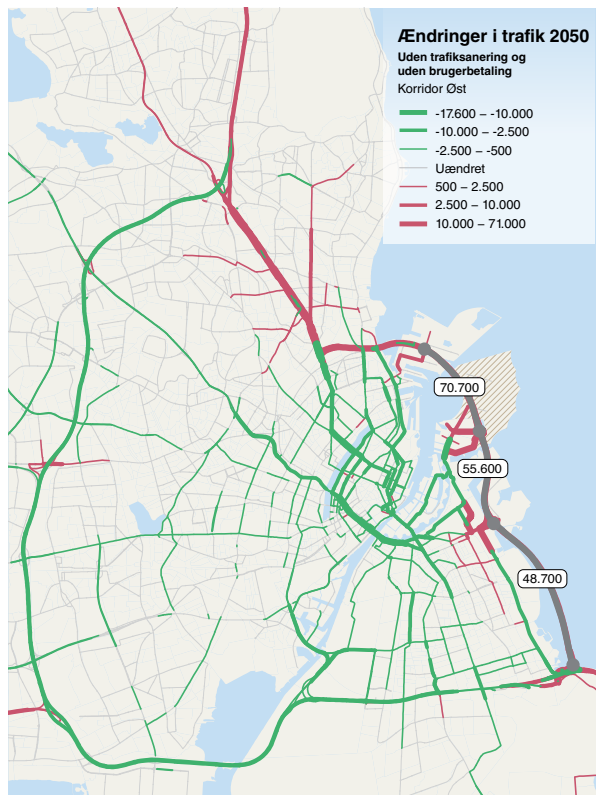 Ændringer i trafik 2050
Uden trafiksanering og
uden brugerbetaling
Korridor Øst
-17.600 – -10.000
-10.000 – -2.500
-2.500 – -500
Uændret
500 – 2.500
2.500 – 10.000
10.000 – 71.000
70.700
55.600
48.700